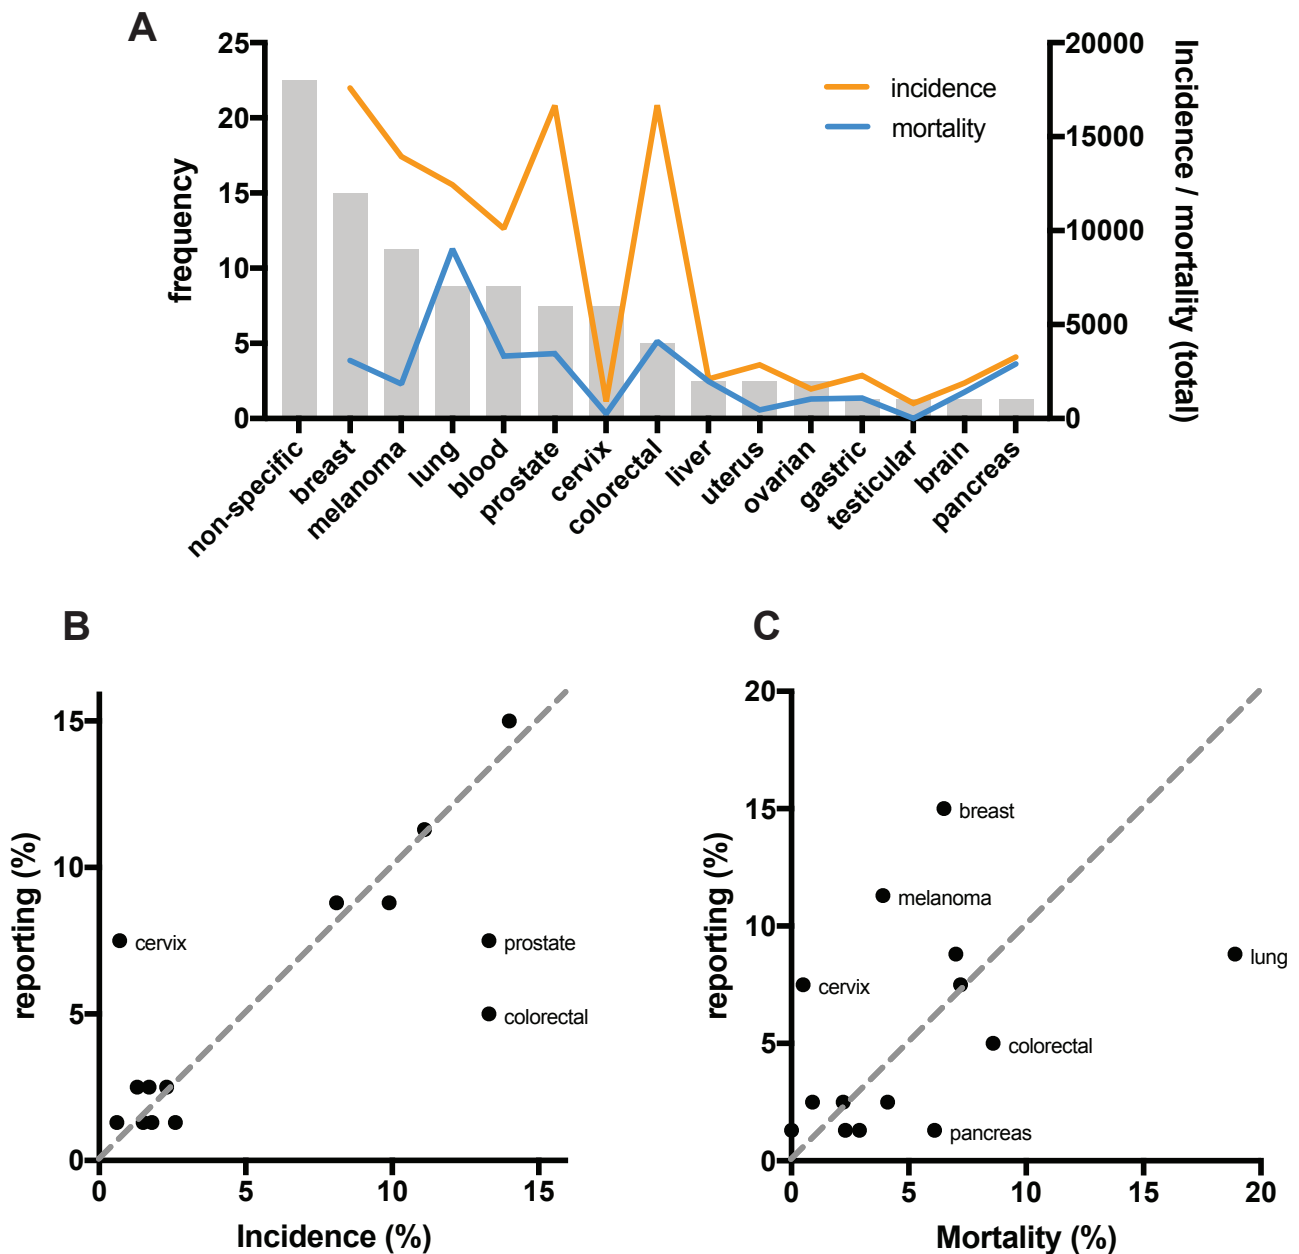 A
25
20
15
10
5
0
frequency
incidence
mortality
20000
15000
10000
5000
0
Incidence / mortality (total)
non-specific
breast
melanoma
lung
blood
prostate
cervix
colorectal
liver
uterus
ovarian
gastric
testicular
brain
pancreas
B
15
10
5
0
reporting (%)
cervix
prostate
colorectal
0
5
10
15
Incidence (%)
C
20
15
10
5
0
reporting (%)
breast
melanoma
lung
cervix
colorectal
pancreas
0
5
10
15
20
Mortality (%)